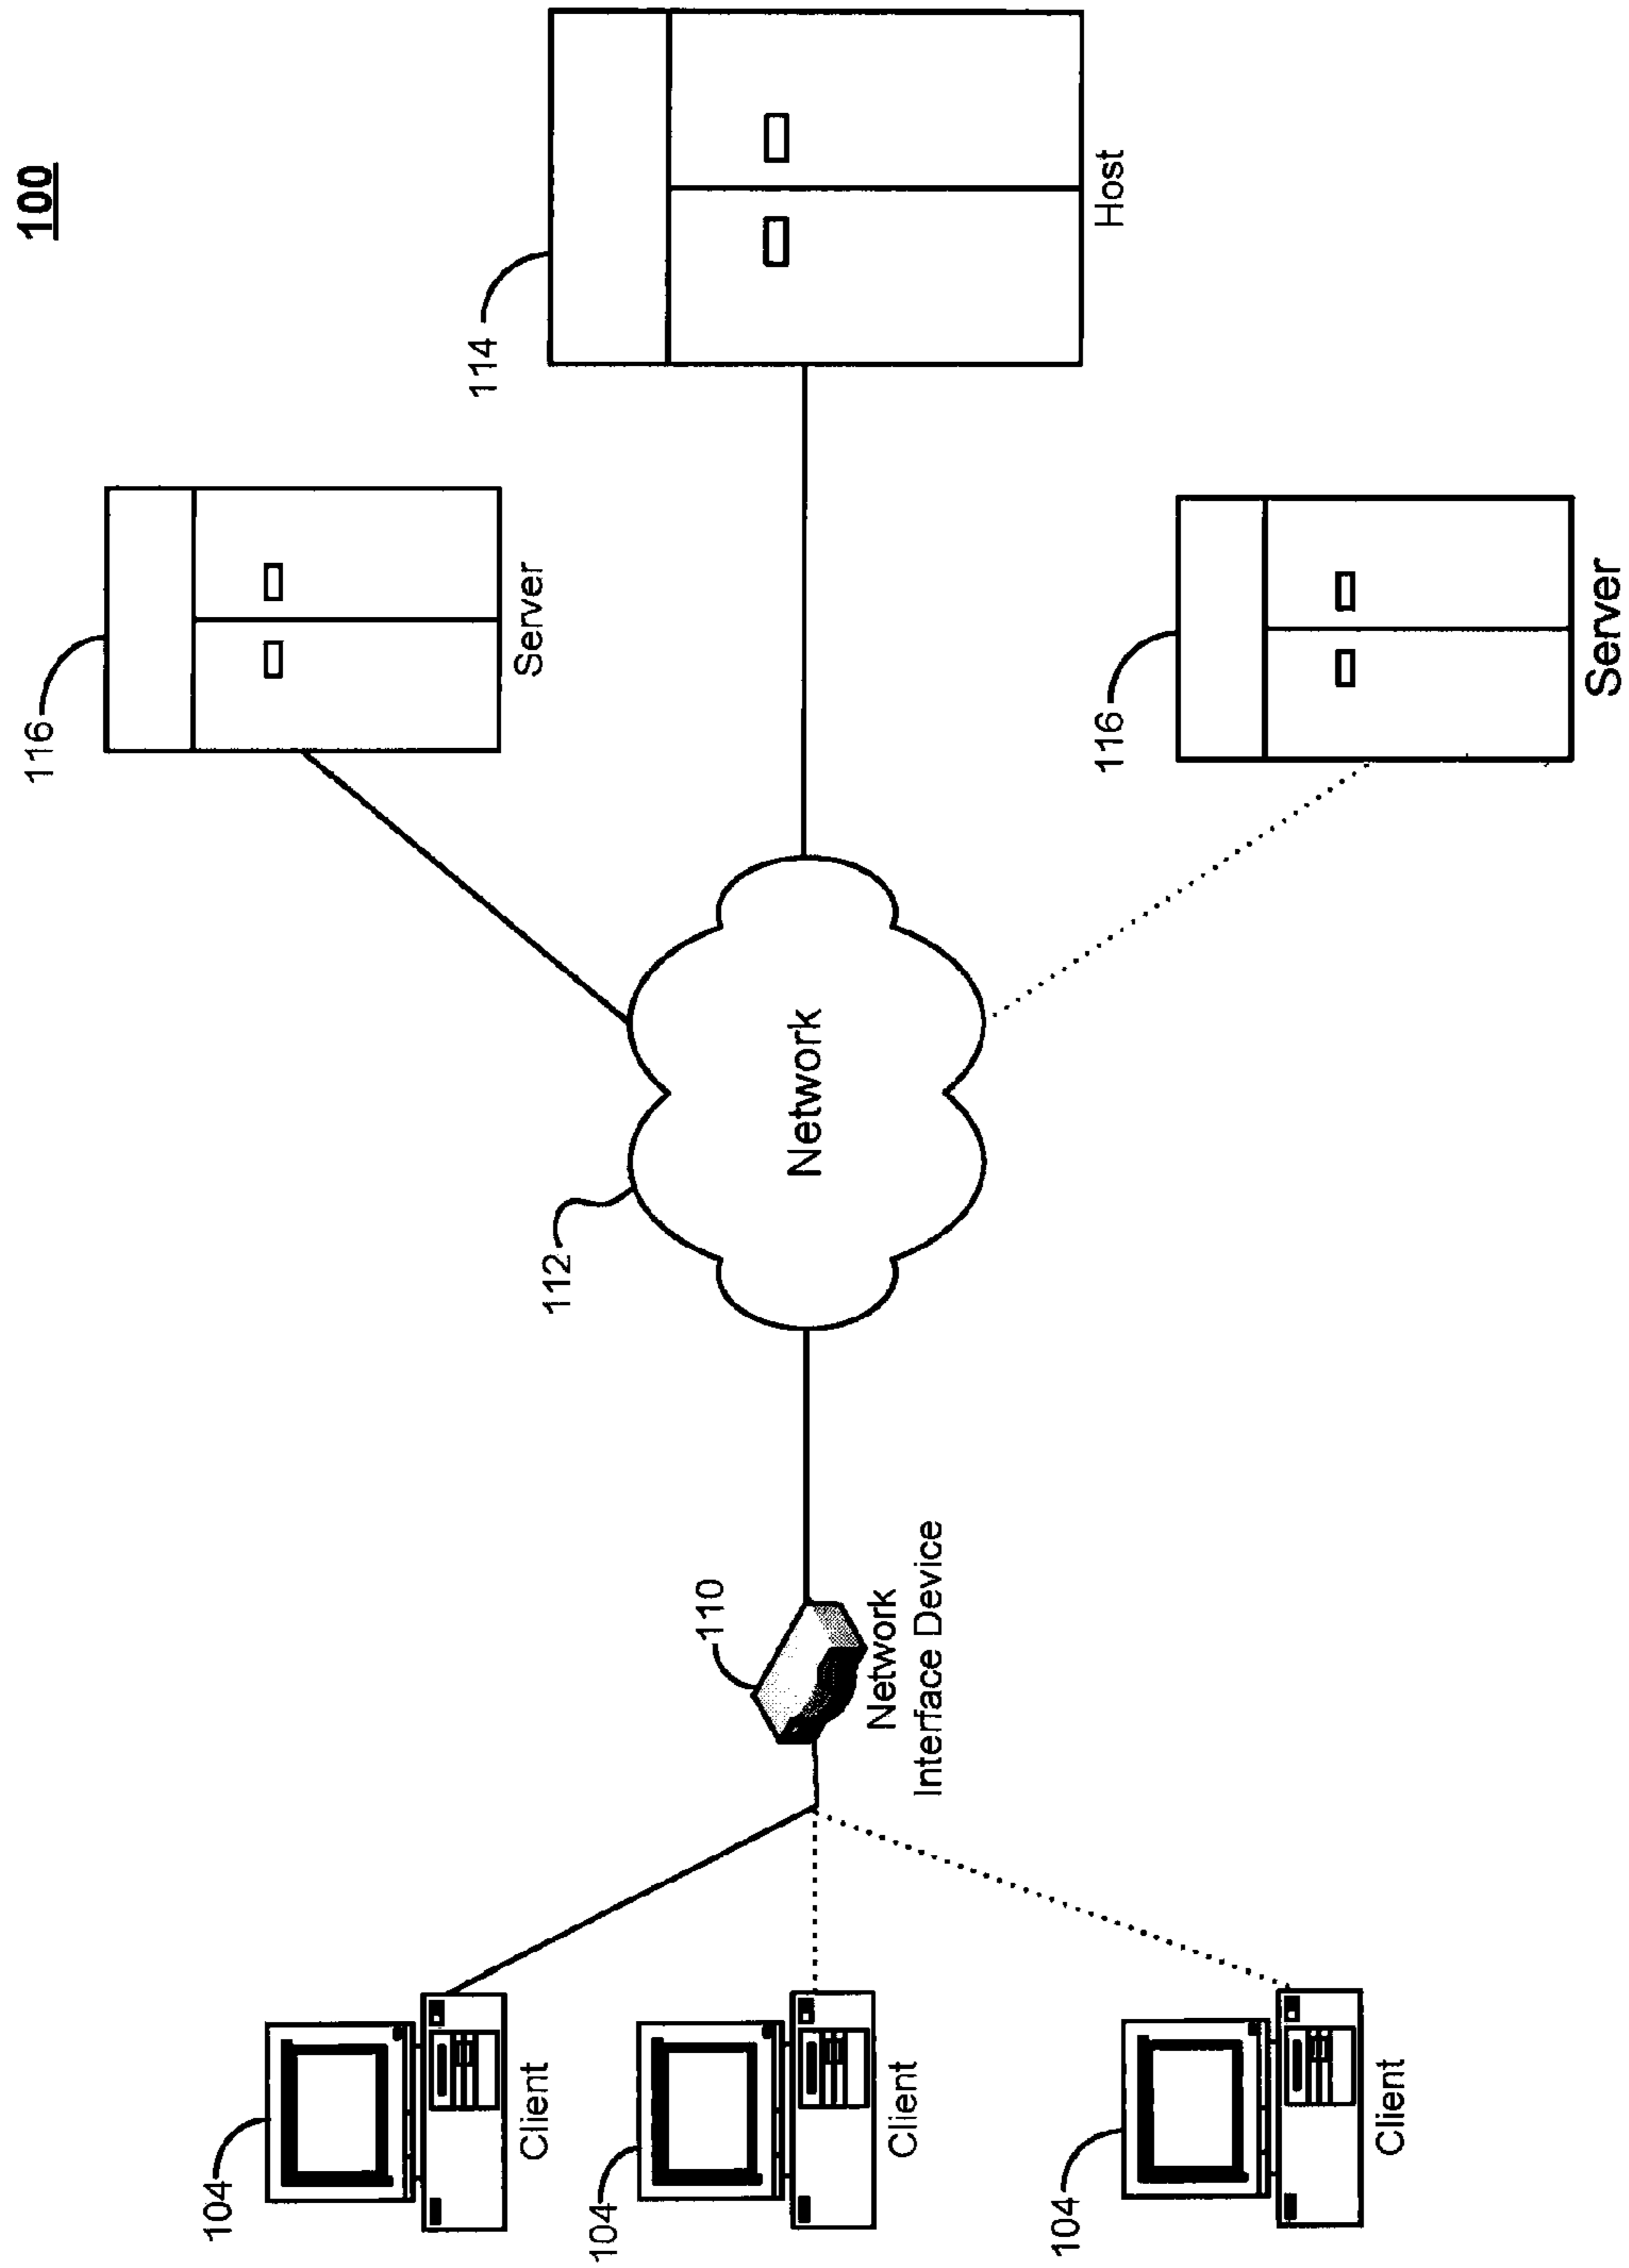 100
116
Server
114
Host
112
Network
116
Server
110
Network
Interface Device
104
Client
104
Client
104
Client